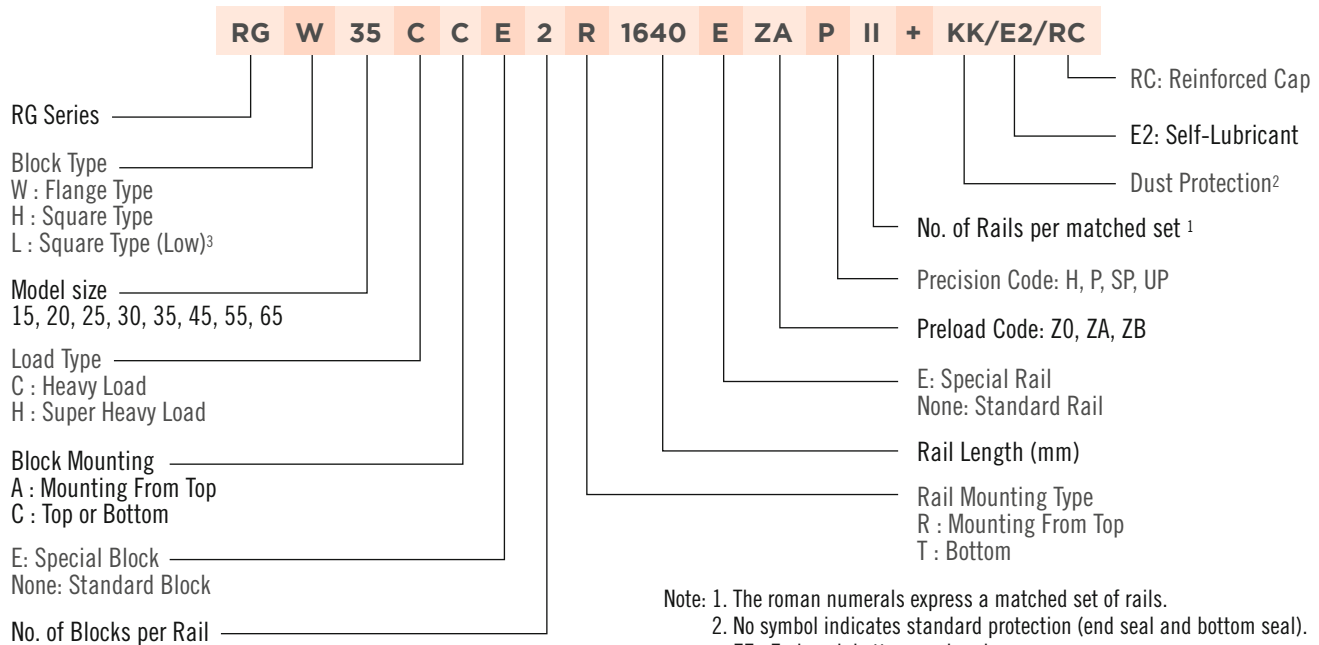 RG W 35 C C E 2 R 1640 E ZA P II + KK/E2/RC
RG Series
Block Type
W : Flange Type
H : Square Type
L : Square Type (Low)3
Model size
15, 20, 25, 30, 35, 45, 55, 65
Load Type
C : Heavy Load
H : Super Heavy Load
Block Mounting
A : Mounting From Top
C : Top or Bottom
E: Special Block
None: Standard Block
No. of Blocks per Rail
RC: Reinforced Cap
E2: Self-Lubricant
Dust Protection2
No. of Rails per matched set 1
Precision Code: H, P, SP, UP
Preload Code: Z0, ZA, ZB
E: Special Rail
None: Standard Rail
Rail Length (mm)
Rail Mounting Type
R : Mounting From Top
T : Bottom
Note: 1. The roman numerals express a matched set of rails.
2. No symbol indicates standard protection (end seal and bottom seal).